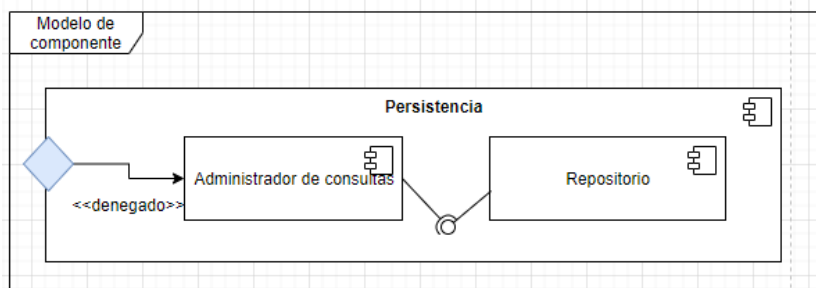 Modelo de
componente
Persistencia
Administrador de consultas
Repositorio
<<denegado>>